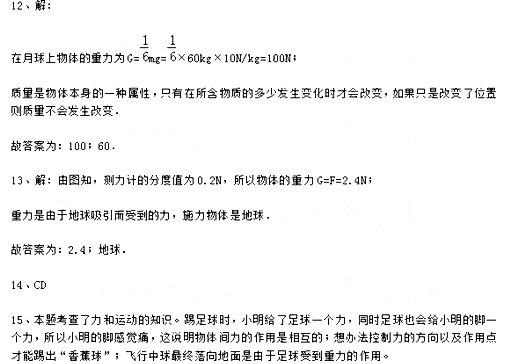 12、解:
在月球上物体的重力为G=1/6mg=1/6×60kg×10N/kg=100N;
质量是物体本身的一种属性,只有在所含物质的多少发生变化时才会改变,如果只是改变了位置
则质量不会发生改变.
故答案为:100;60.
13、解:由图知,测力计的分度值为0.2N,所以物体的重力G=F=2.4N;
重力是由于地球吸引而受到的力,施力物体是地球.
故答案为:2.4;地球.
14、CD
15、本题考查了力和运动的知识。踢足球时,小明给了足球一个力,同时足球也会给小明的脚一
个力,所以小明的脚感觉痛,这说明物体间力的作用是相互的;想办法控制力的方向以及作用点
才能踢出“香蕉球”;飞行中球最终落向地面是由于足球受到重力的作用。